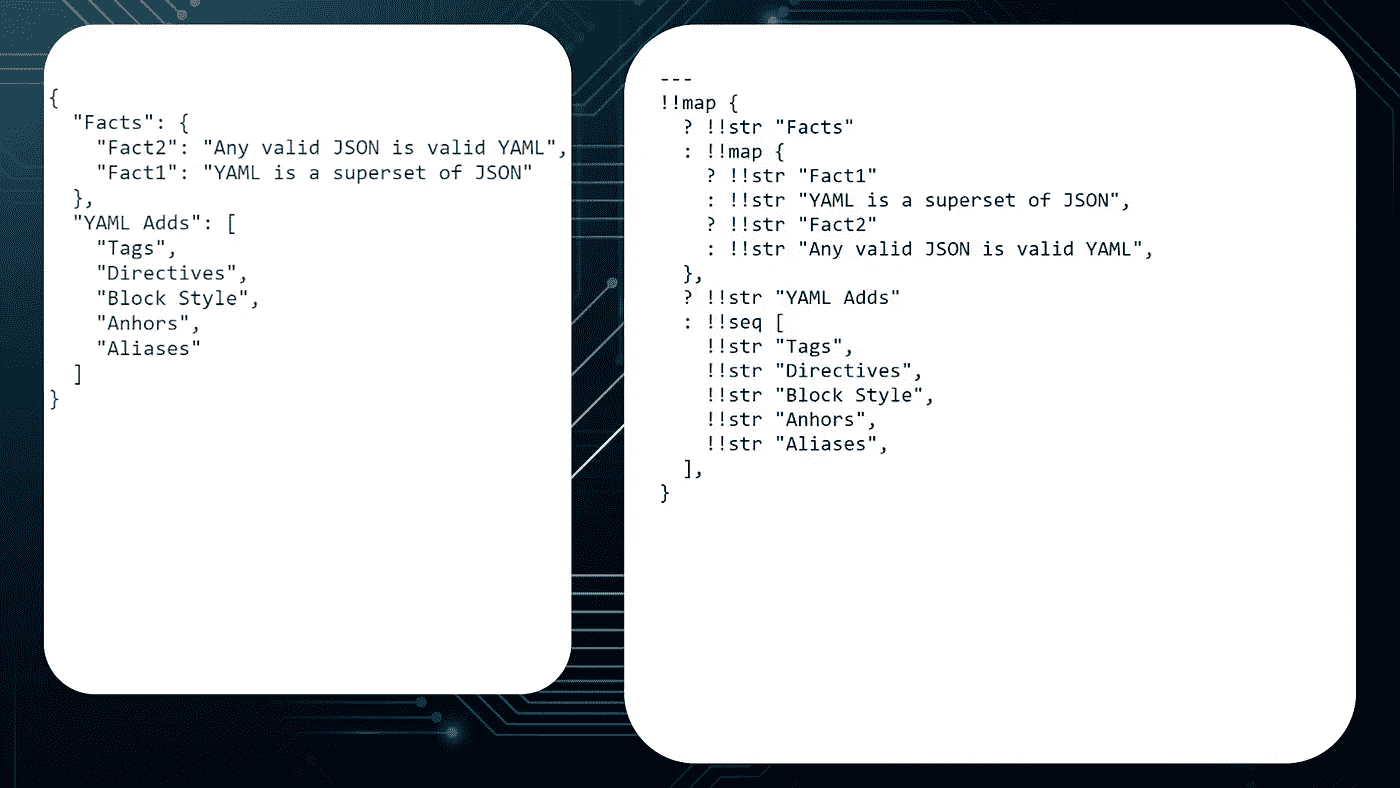 {
  "Facts": {
    "Fact2": "Any valid JSON is valid YAML",
    "Fact1": "YAML is a superset of JSON"
  },
  "YAML Adds": [
    "Tags",
    "Directives",
    "Block Style",
    "Anhors",
    "Aliases"
  ]
}
---
!!map {
  ? !!str "Facts"
  : !!map {
    ? !!str "Fact1"
    : !!str "YAML is a superset of JSON",
    ? !!str "Fact2"
    : !!str "Any valid JSON is valid YAML",
  },
  ? !!str "YAML Adds"
  : !!seq [
    !!str "Tags",
    !!str "Directives",
    !!str "Block Style",
    !!str "Anhors",
    !!str "Aliases",
  ],
}